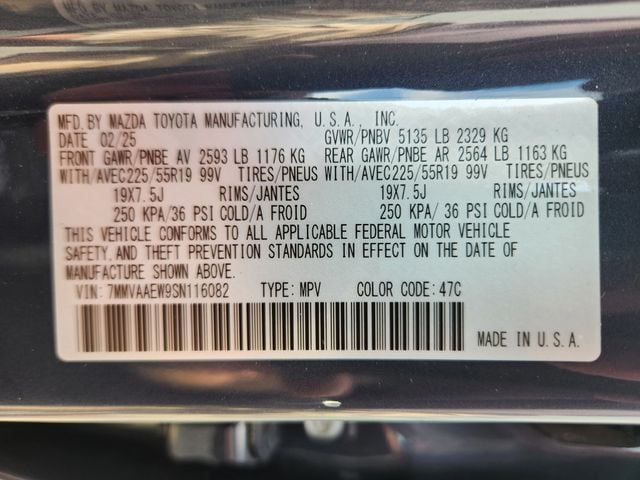 MFD. BY MAZDA TOYOTA MANUFACTURING, U.S.A., INC.
DATE 02/25 GVWR/PNBV 5135 LB 2329 KG
FRONT GAWR/PNBE AV 2593 LB 1176 KG REAR GAWR/PNBE AR 2564 LB 1163 KG
WITH/AVEC225/55R19 99V TIRES/PNEUS WITH/AVEC225/55R19 99V TIRES/PNEUS
19X7.5J RIMS/JANTES 19X7.5J RIMS/JANTES
250 KPA/36 PSI COLD/A FROID 250 KPA/ 36 PSI COLD/A FROID
THIS VEHICLE CONFORMS TO ALL APPLICABLE FEDERAL MOTOR VEHICLE
SAFETY, AND THEFT PREVENTION STANDARDS IN EFFECT ON THE DATE OF
MANUFACTURE SHOWN ABOVE.
VIN: 7MMVAAEW9SN116082 TYPE: MPV COLOR CODE: 47C
MADE IN U.S.A.